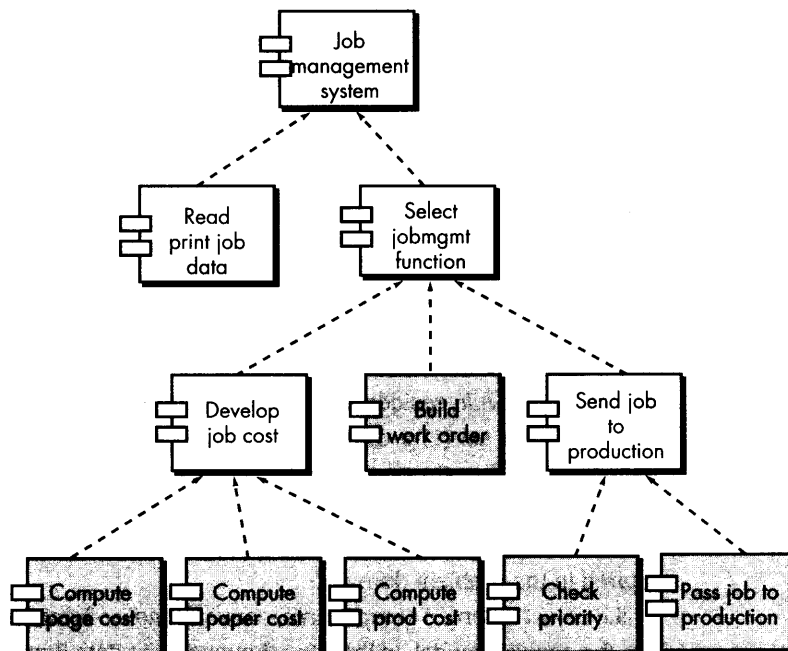 Job
management
system
Read
print job
data
Select
jobmgmt
function
Develop
job cost
Build
work order
Send job
to
production
Compute
page cost
Compute
paper cost
Compute
prod cost
Check
priority
Pass job to
production